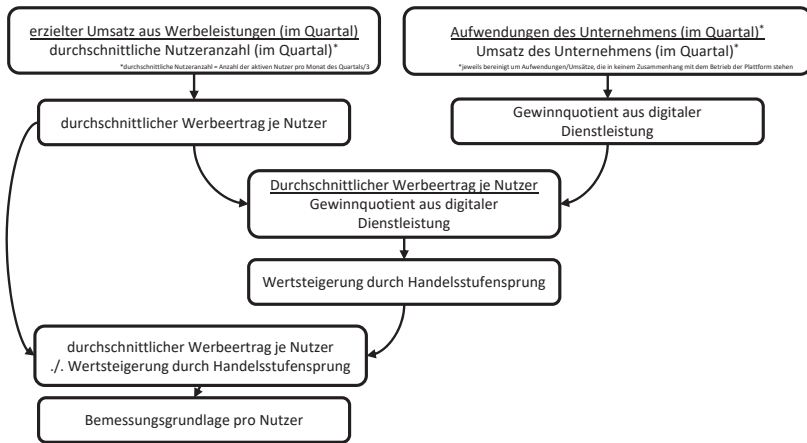 erzielter Umsatz aus Werbeleistungen (im Quartal)
durchschnittliche Nutzeranzahl (im Quartal)*
*durchschnittliche Nutzeranzahl = Anzahl der aktiven Nutzer pro Monat des Quartals/3
Aufwendungen des Unternehmens (im Quartal)*
Umsatz des Unternehmens (im Quartal)*
*jeweils bereinigt um Aufwendungen/Umsätze, die in keinem Zusammenhang mit dem Betrieb der Plattform stehen
durchschnittlicher Werbeertrag je Nutzer
Gewinnquotient aus digitaler
Dienstleistung
Durchschnittlicher Werbeertrag je Nutzer
Gewinnquotient aus digitaler
Dienstleistung
Wertsteigerung durch Handelsstufensprung
durchschnittlicher Werbeertrag je Nutzer
./. Wertsteigerung durch Handelsstufensprung
Bemessungsgrundlage pro Nutzer